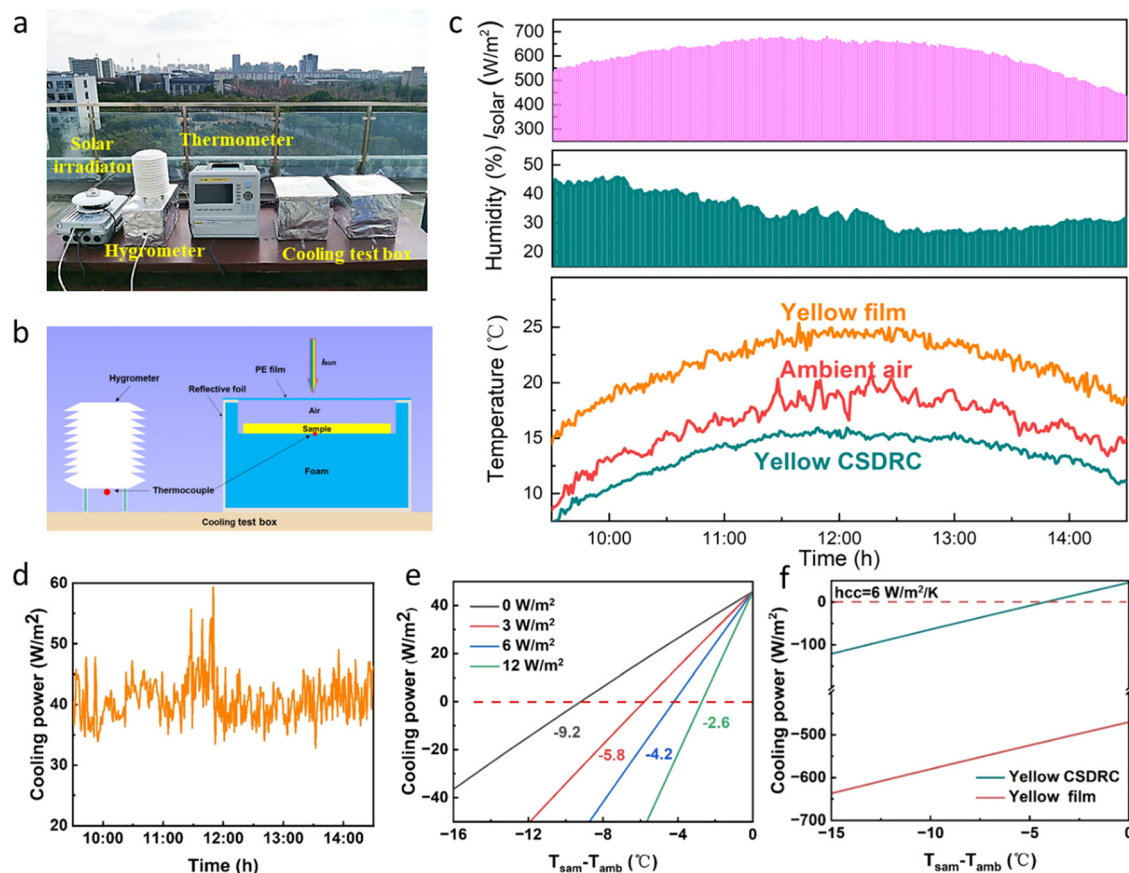 a
Solar
irradiator
Thermometer
Hygrometer
Cooling test box
b
Hygrometer
Reflective foil
PE film
Isun
Air
Sample
Foam
Thermocouple
Cooling test box
c
Isolar (W/m²)
700
600
500
400
300
Humidity (%)
50
40
30
20
Temperature (℃)
25
20
15
10
Yellow film
Ambient air
Yellow CSDRC
10:00 11:00 12:00 13:00 14:00
Time (h)
d
Cooling power (W/m²)
60
50
40
30
20
10:00 11:00 12:00 13:00 14:00
Time (h)
e
Cooling power (W/m²)
40
20
0
-20
-40
0 W/m²
3 W/m²
6 W/m²
12 W/m²
-9.2
-5.8
-4.2
-2.6
-16 -12 -8 -4 0
Tsam-Tamb (℃)
f
Cooling power (W/m²)
hcc=6 W/m²/K
0
-100
-500
-600
-700
Yellow CSDRC
Yellow film
-15 -10 -5 0
Tsam-Tamb (℃)